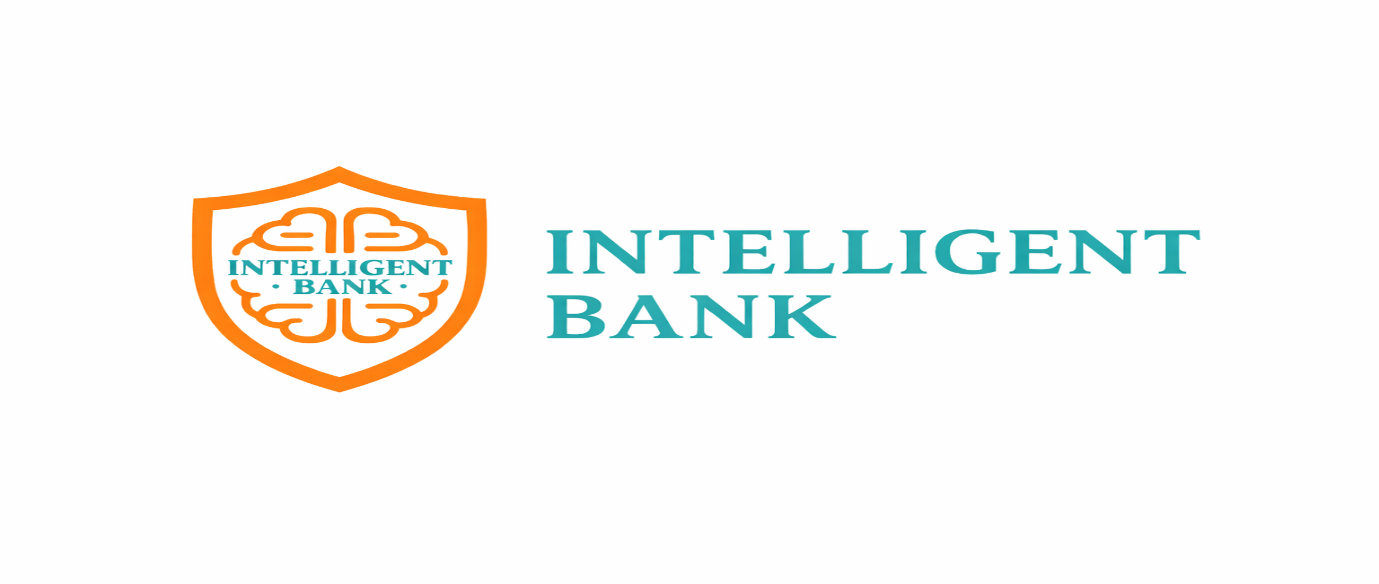 INTELLIGENT
· BANK ·
INTELLIGENT
BANK